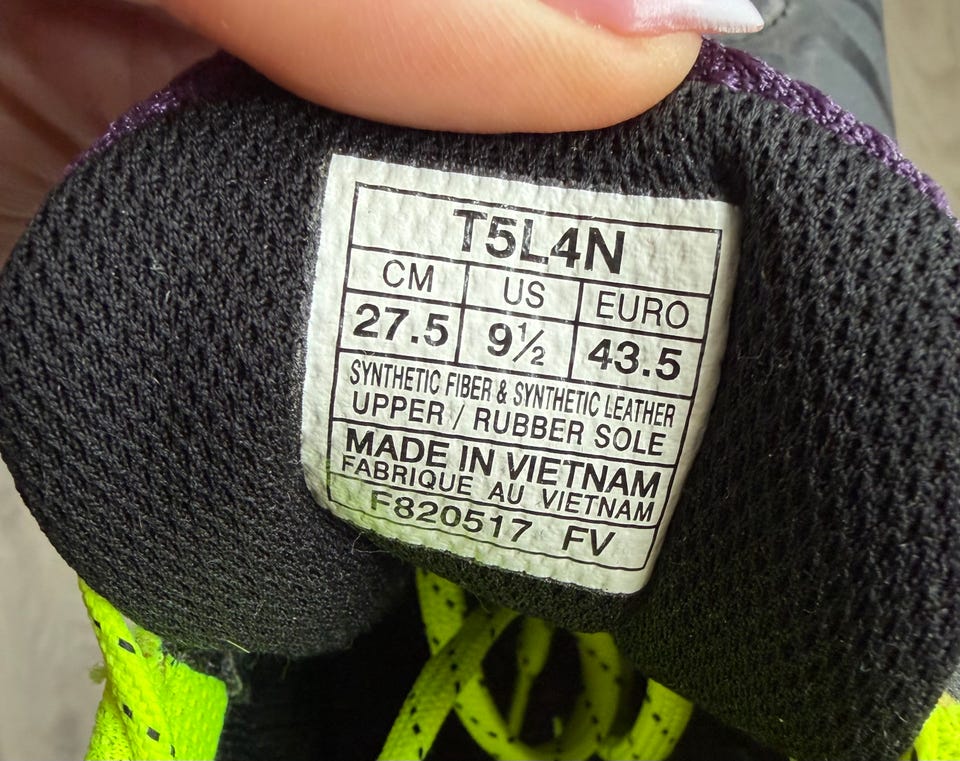 T5L4N
CM US EURO
27.5 9½ 43.5
SYNTHETIC FIBER & SYNTHETIC LEATHER
UPPER / RUBBER SOLE
MADE IN VIETNAM
FABRIQUE AU VIETNAM
F820517 FV